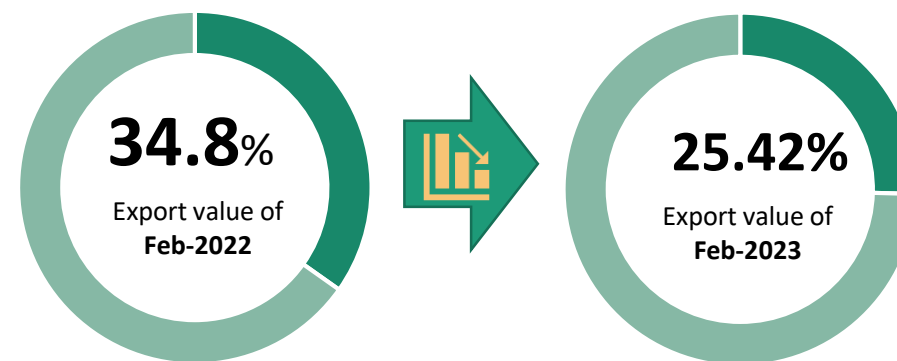 34.8%
Export value of
Feb-2022
25.42%
Export value of
Feb-2023